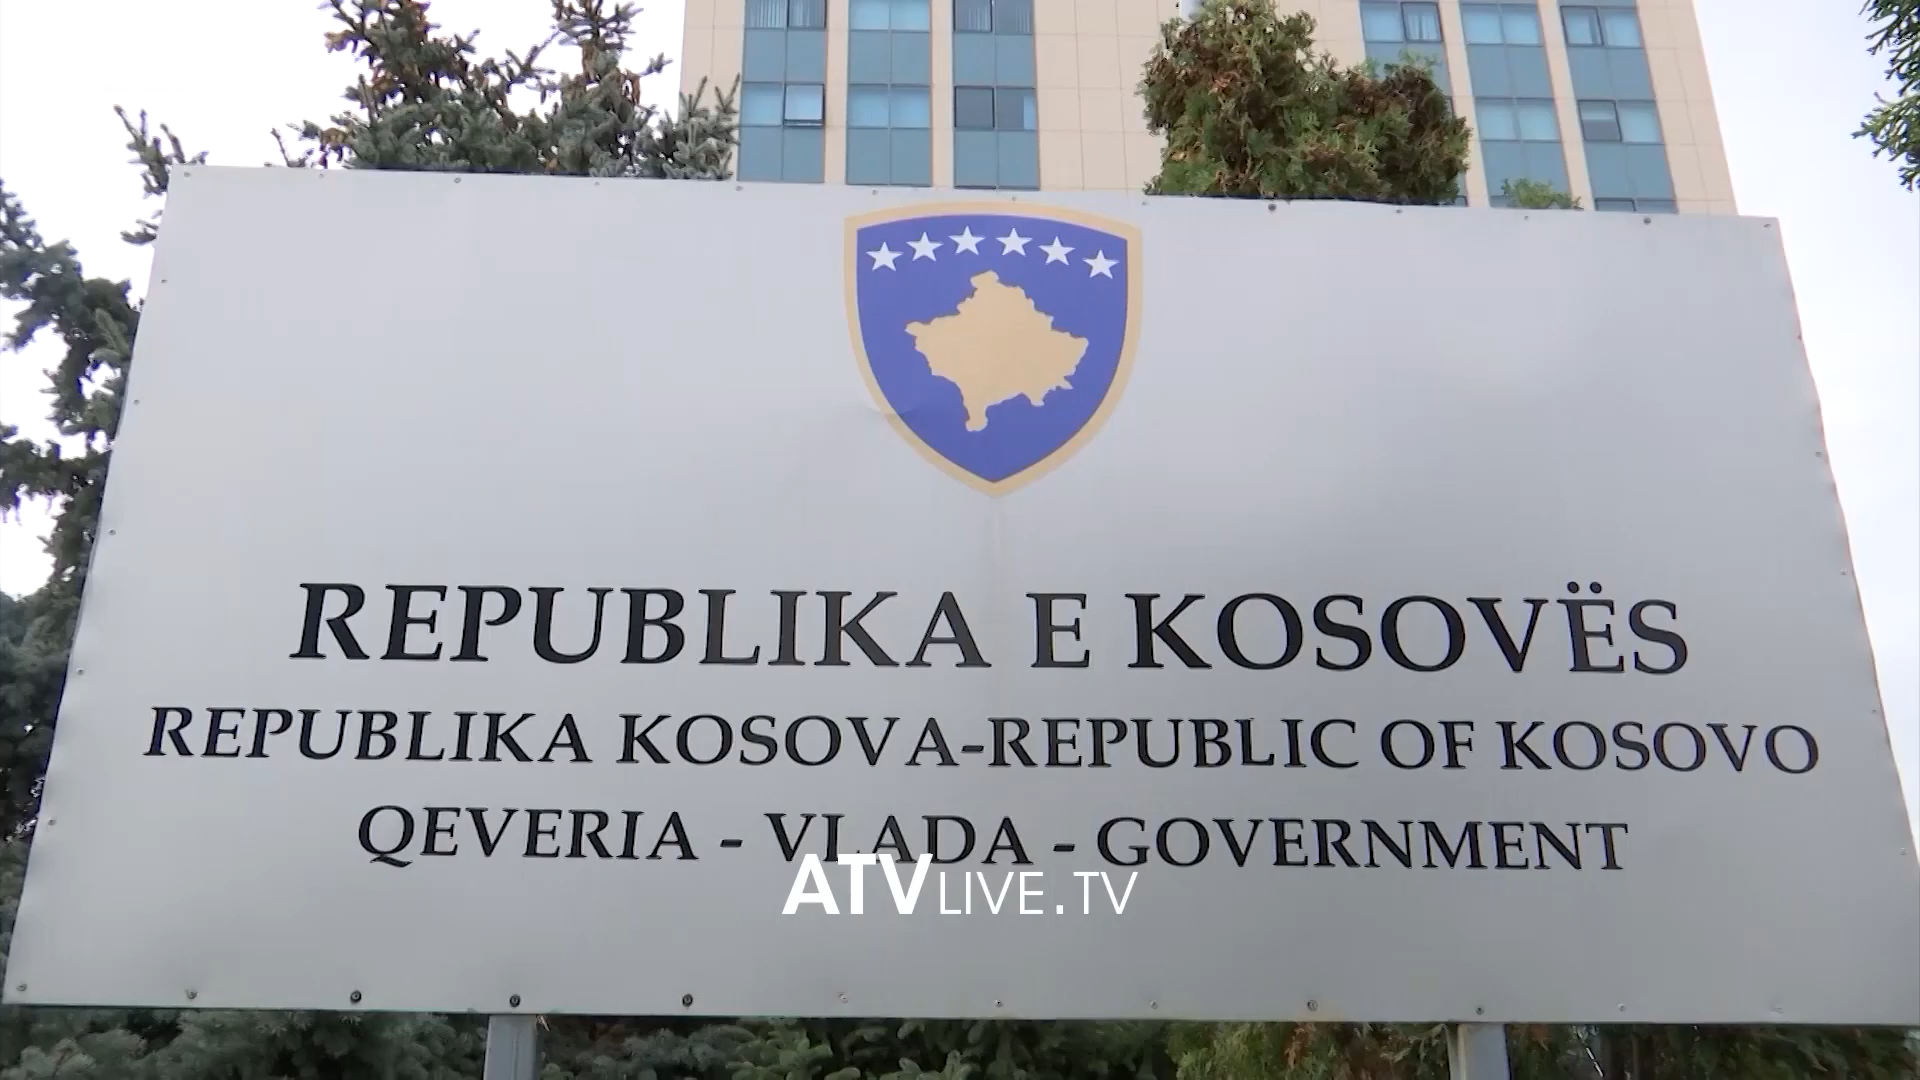 REPUBLIKA E KOSOVËS
REPUBLIKA KOSOVA-REPUBLIC OF KOSOVO
QEVERIA - VLADA - GOVERNMENT
ATVLIVE.TV